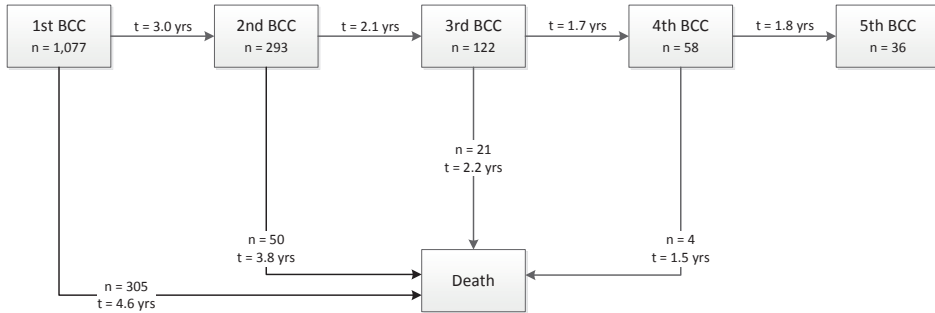 1st BCC
n = 1,077
t = 3.0 yrs
2nd BCC
n = 293
t = 2.1 yrs
3rd BCC
n = 122
t = 1.7 yrs
4th BCC
n = 58
t = 1.8 yrs
5th BCC
n = 36
n = 21
t = 2.2 yrs
n = 50
t = 3.8 yrs
n = 4
t = 1.5 yrs
Death
n = 305
t = 4.6 yrs